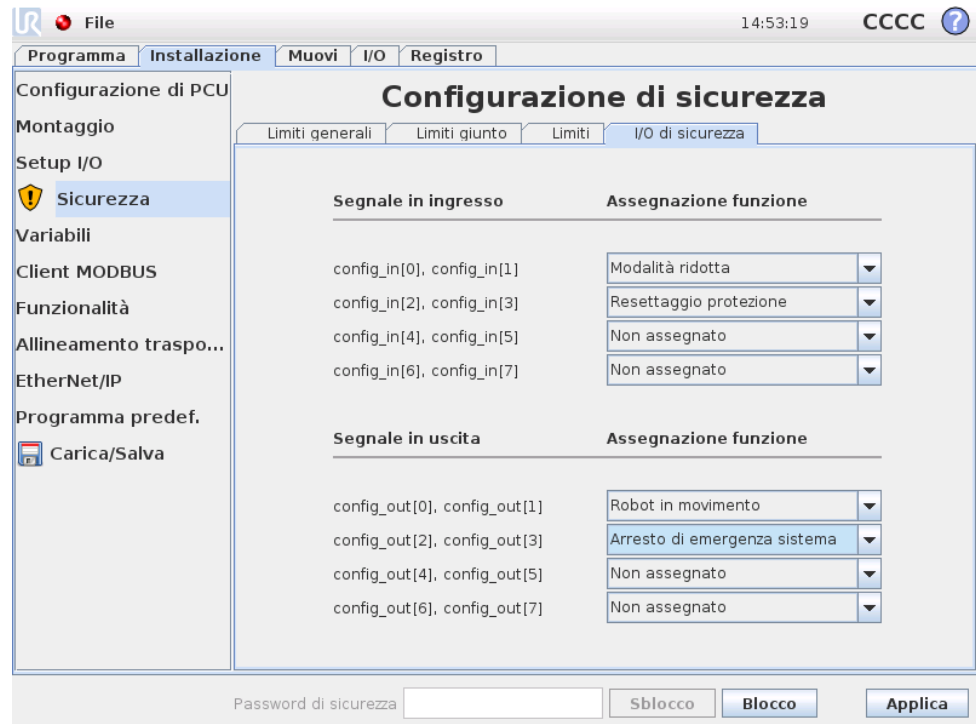 UR File 14:53:19 CCCC ?
Programma Installazione Muovi I/O Registro
Configurazione di PCU
Montaggio
Setup I/O
Sicurezza
Variabili
Client MODBUS
Funzionalità
Allineamento traspo...
EtherNet/IP
Programma predef.
Carica/Salva
Configurazione di sicurezza
Limiti generali Limiti giunto Limiti I/O di sicurezza
Segnale in ingresso Assegnazione funzione
config_in[0], config_in[1] Modalità ridotta
config_in[2], config_in[3] Resettaggio protezione
config_in[4], config_in[5] Non assegnato
config_in[6], config_in[7] Non assegnato
Segnale in uscita Assegnazione funzione
config_out[0], config_out[1] Robot in movimento
config_out[2], config_out[3] Arresto di emergenza sistema
config_out[4], config_out[5] Non assegnato
config_out[6], config_out[7] Non assegnato
Password di sicurezza Sblocco Blocco Applica